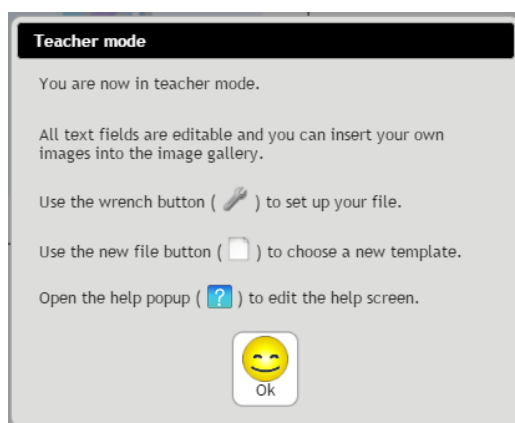 Teacher mode
You are now in teacher mode.
All text fields are editable and you can insert your own
images into the image gallery.
Use the wrench button ( ) to set up your file.
Use the new file button ( ) to choose a new template.
Open the help popup ( ? ) to edit the help screen.
Ok